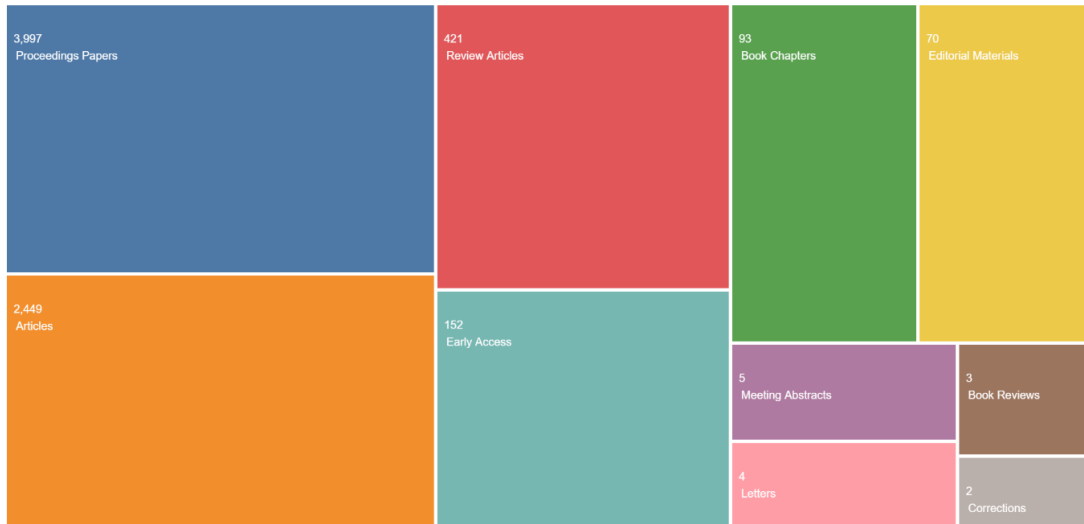 3,997
Proceedings Papers
421
Review Articles
93
Book Chapters
70
Editorial Materials
2,449
Articles
152
Early Access
5
Meeting Abstracts
3
Book Reviews
4
Letters
2
Corrections